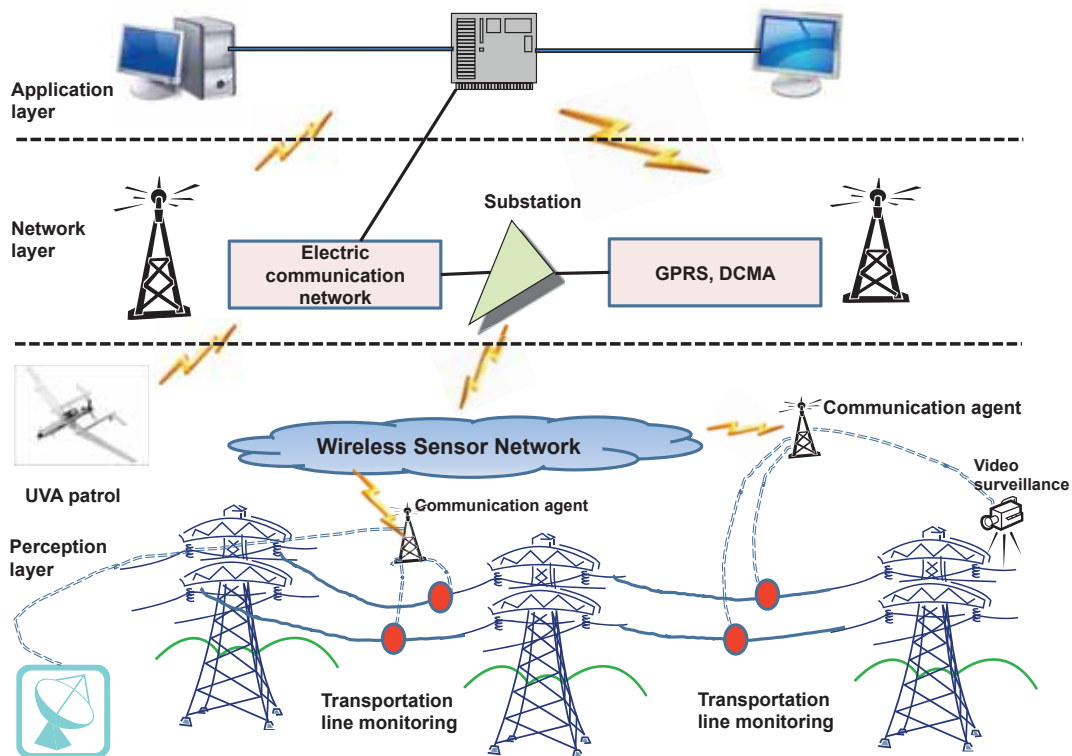 Application
layer
Network
layer
Substation
Electric
communication
network
GPRS, DCMA
Communication agent
Wireless Sensor Network
Video
surveillance
UVA patrol
Communication agent
Perception
layer
Transportation
line monitoring
Transportation
line monitoring